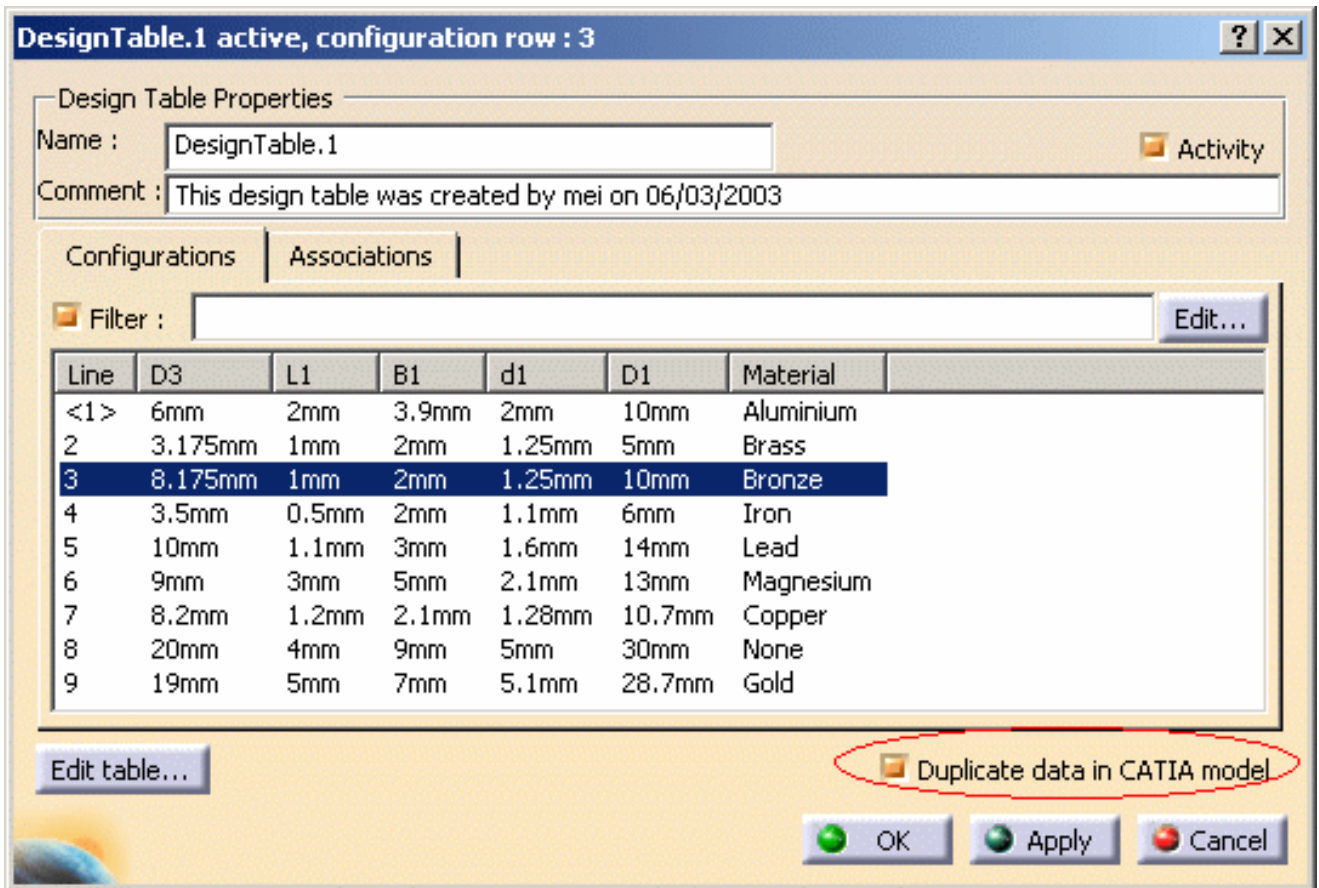 DesignTable.1 active, configuration row : 3
Design Table Properties
Name : DesignTable.1 Activity
Comment : This design table was created by mei on 06/03/2003
Configurations Associations
Filter : Edit...
Line D3 L1 B1 d1 D1 Material
<1> 6mm 2mm 3.9mm 2mm 10mm Aluminium
2 3.175mm 1mm 2mm 1.25mm 5mm Brass
3 8.175mm 1mm 2mm 1.25mm 10mm Bronze
4 3.5mm 0.5mm 2mm 1.1mm 6mm Iron
5 10mm 1.1mm 3mm 1.6mm 14mm Lead
6 9mm 3mm 5mm 2.1mm 13mm Magnesium
7 8.2mm 1.2mm 2.1mm 1.28mm 10.7mm Copper
8 20mm 4mm 9mm 5mm 30mm None
9 19mm 5mm 7mm 5.1mm 28.7mm Gold
Edit table... Duplicate data in CATIA model
OK Apply Cancel